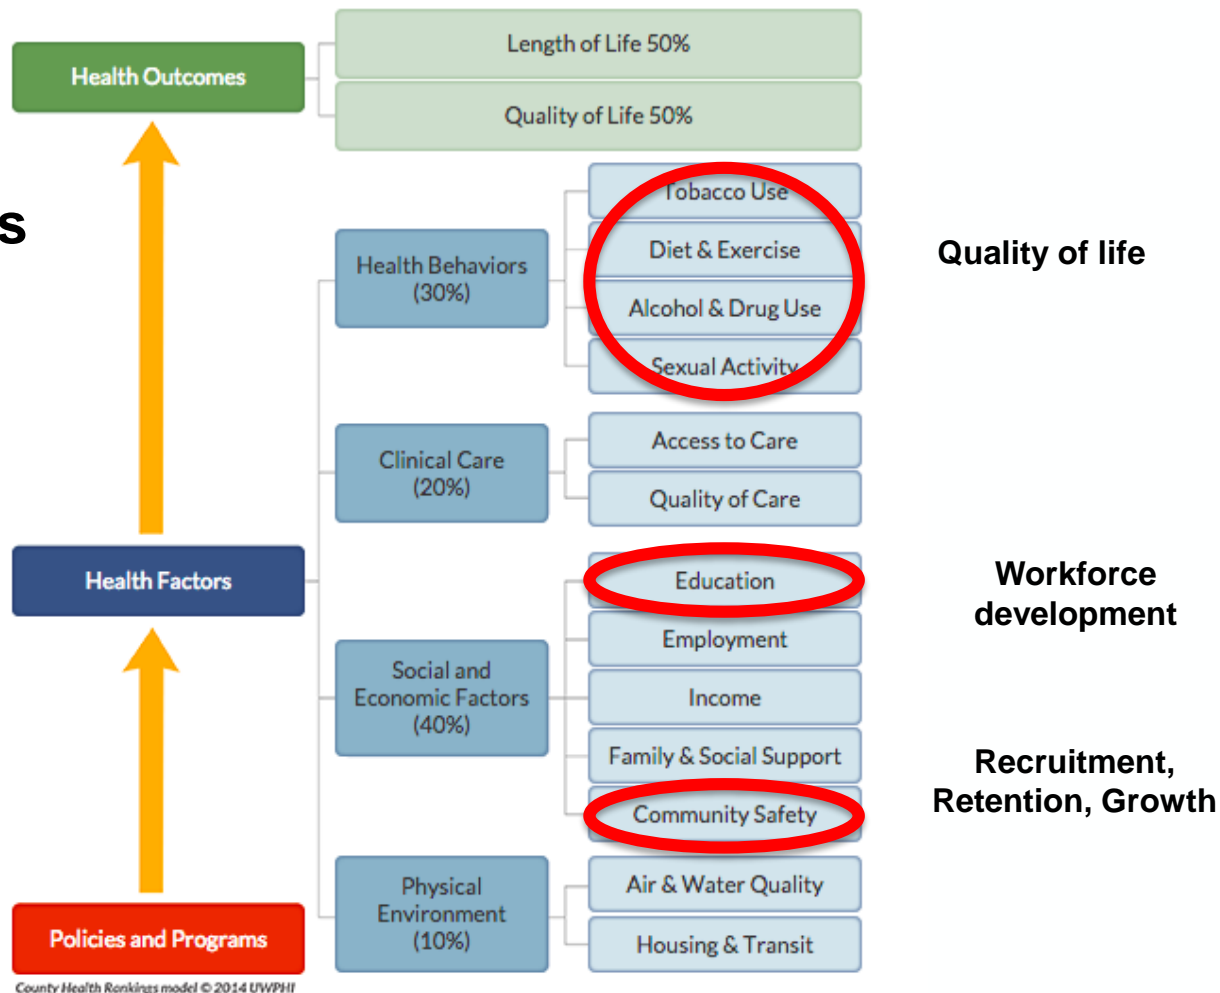 Length of Life 50%
Health Outcomes
Quality of Life 50%
s
Tobacco Use
Diet & Exercise
Health Behaviors
(30%)
Alcohol & Drug Use
Sexual Activity
Quality of life
Access to Care
Clinical Care
(20%)
Quality of Care
Health Factors
Education
Employment
Social and
Economic Factors
(40%)
Income
Family & Social Support
Community Safety
Workforce
development
Recruitment,
Retention, Growth
Air & Water Quality
Physical
Environment
(10%)
Housing & Transit
Policies and Programs
County Health Rankings model © 2014 UWPHI